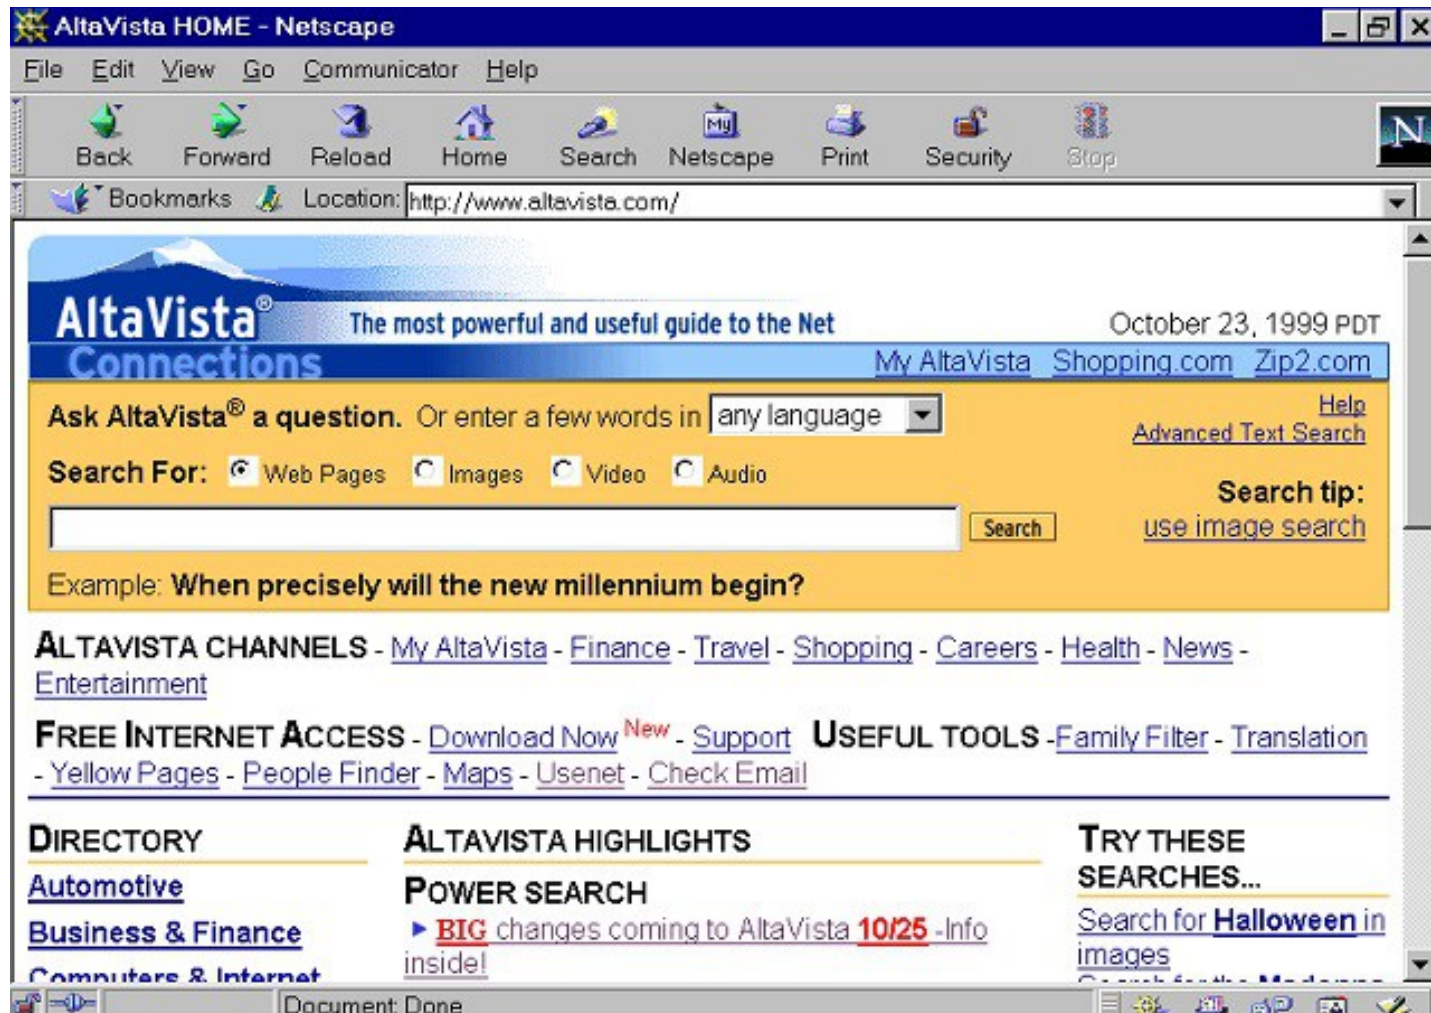 AltaVista HOME - Netscape
File Edit View Go Communicator Help
Back Forward Reload Home Search Netscape Print Security Stop
My
N
Bookmarks Location: http://www.altavista.com/
AltaVista® The most powerful and useful guide to the Net October 23, 1999 PDT
Connections My AltaVista Shopping.com Zip2.com
Ask AltaVista® a question. Or enter a few words in any language Help
Advanced Text Search
Search For: Web Pages Images Video Audio
Search tip:
Search use image search
Example: When precisely will the new millennium begin?
ALTAVISTA CHANNELS - My AltaVista - Finance - Travel - Shopping - Careers - Health - News -
Entertainment
FREE INTERNET ACCESS - Download Now New - Support USEFUL TOOLS -Family Filter - Translation
- Yellow Pages - People Finder - Maps - Usenet - Check Email
DIRECTORY
Automotive
Business & Finance
Computers & Internet
ALTAVISTA HIGHLIGHTS
POWER SEARCH
BIG changes coming to AltaVista 10/25 -Info
inside!
TRY THESE
SEARCHES...
Search for Halloween in
images
Search for the Madonna
Document: Done